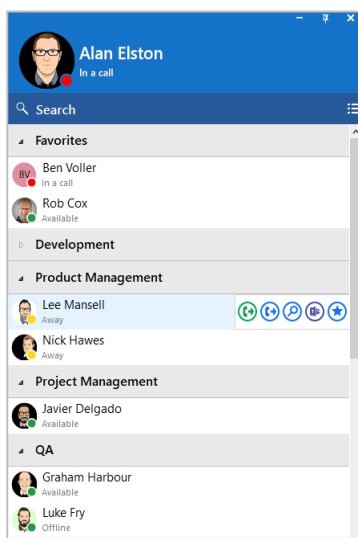 Alan Elston
In a call
Search
Favorites
BV
Ben Voller
In a call
Rob Cox
Available
Development
Product Management
Lee Mansell
Away
Nick Hawes
Away
Project Management
Javier Delgado
Available
QA
Graham Harbour
Available
Luke Fry
Offline